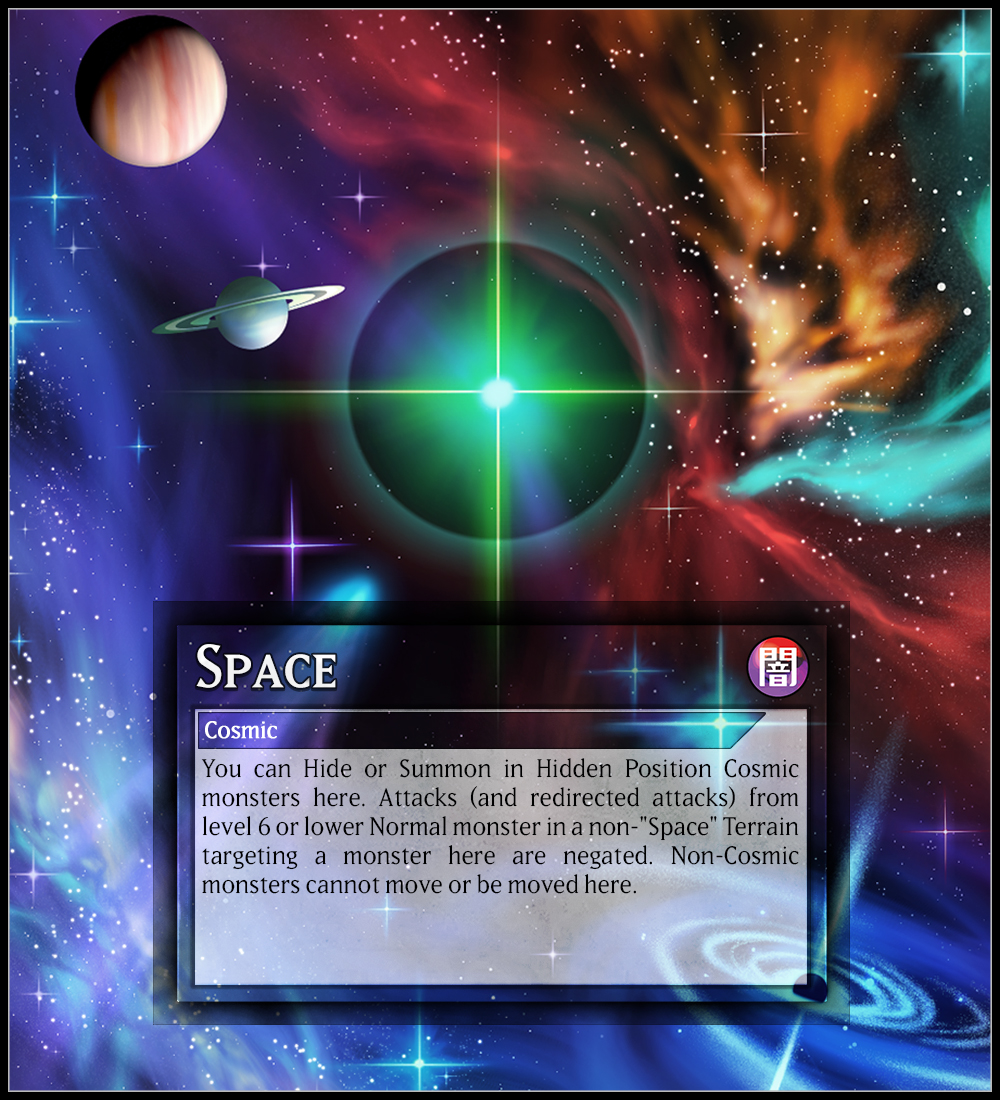 Space
闇
Cosmic
You can Hide or Summon in Hidden Position Cosmic
monsters here. Attacks (and redirected attacks) from
level 6 or lower Normal monster in a non-"Space" Terrain
targeting a monster here are negated. Non-Cosmic
monsters cannot move or be moved here.